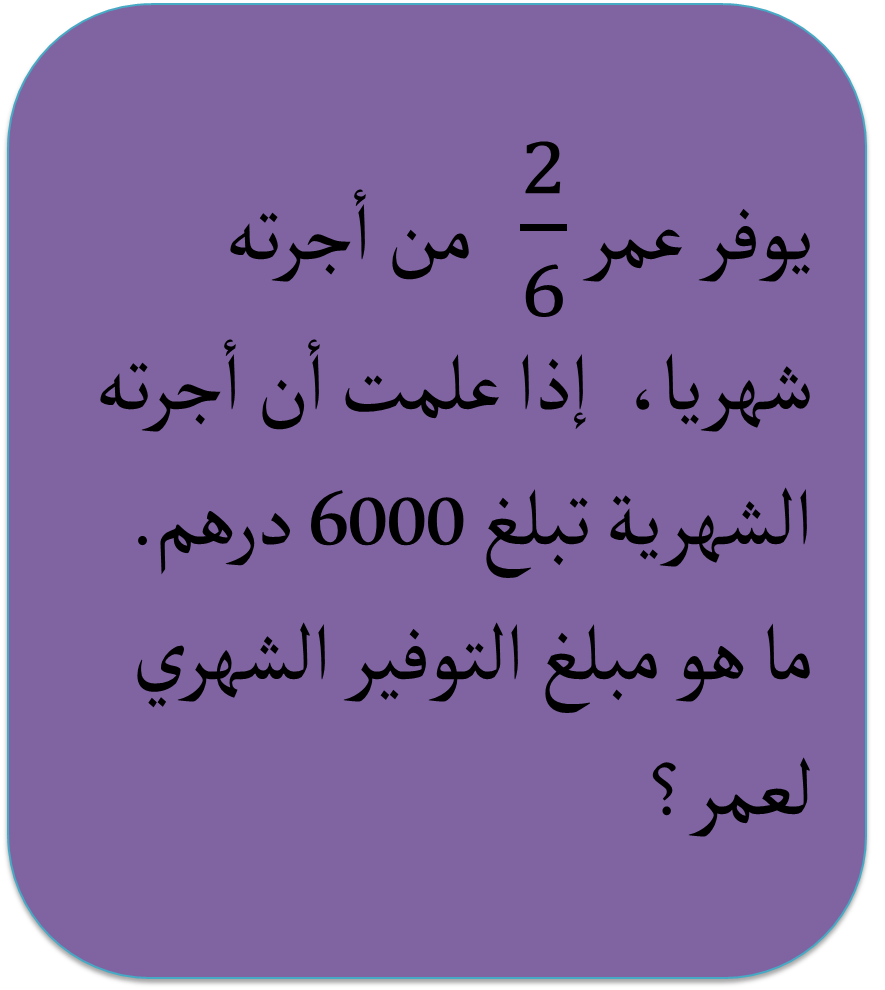 يوفر عمر 2/6 من أجرته
شهريا، إذا علمت أن أجرته
الشهرية تبلغ 6000 درهم.
ما هو مبلغ التوفير الشهري
لعمر؟